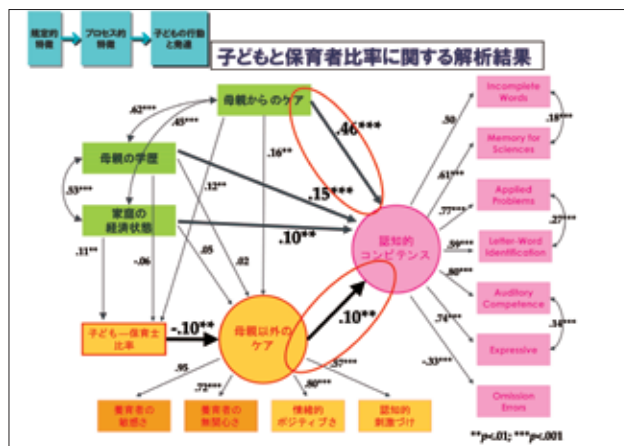 規定的
特徴
プロセス的
特徴
子どもの行動
と発達
子どもと保育者比率に関する解析結果
母親からのケア
母親の学歴
家庭の
経済状態
子ども―保育士
比率
母親以外の
ケア
認知的
コンピテンス
養育者の
敏感さ
養育者の
無関心さ
情緒的
ポジティブさ
認知的
刺激づけ
Incomplete
Words
Memory for
Sciences
Applied
Problems
Letter-Word
Identification
Auditory
Competence
Expressive
Omission
Errors
.62***
.45***
.53***
.46***
.16**
.12**
.15***
.10**
.11**
-.06
.05
.02
-.10**
.10**
.95
.72***
.80***
.57***
.50
.61***
.77***
.59***
.80***
.74***
-.33***
.18***
.27***
.34***
**p<.01; ***p<.001